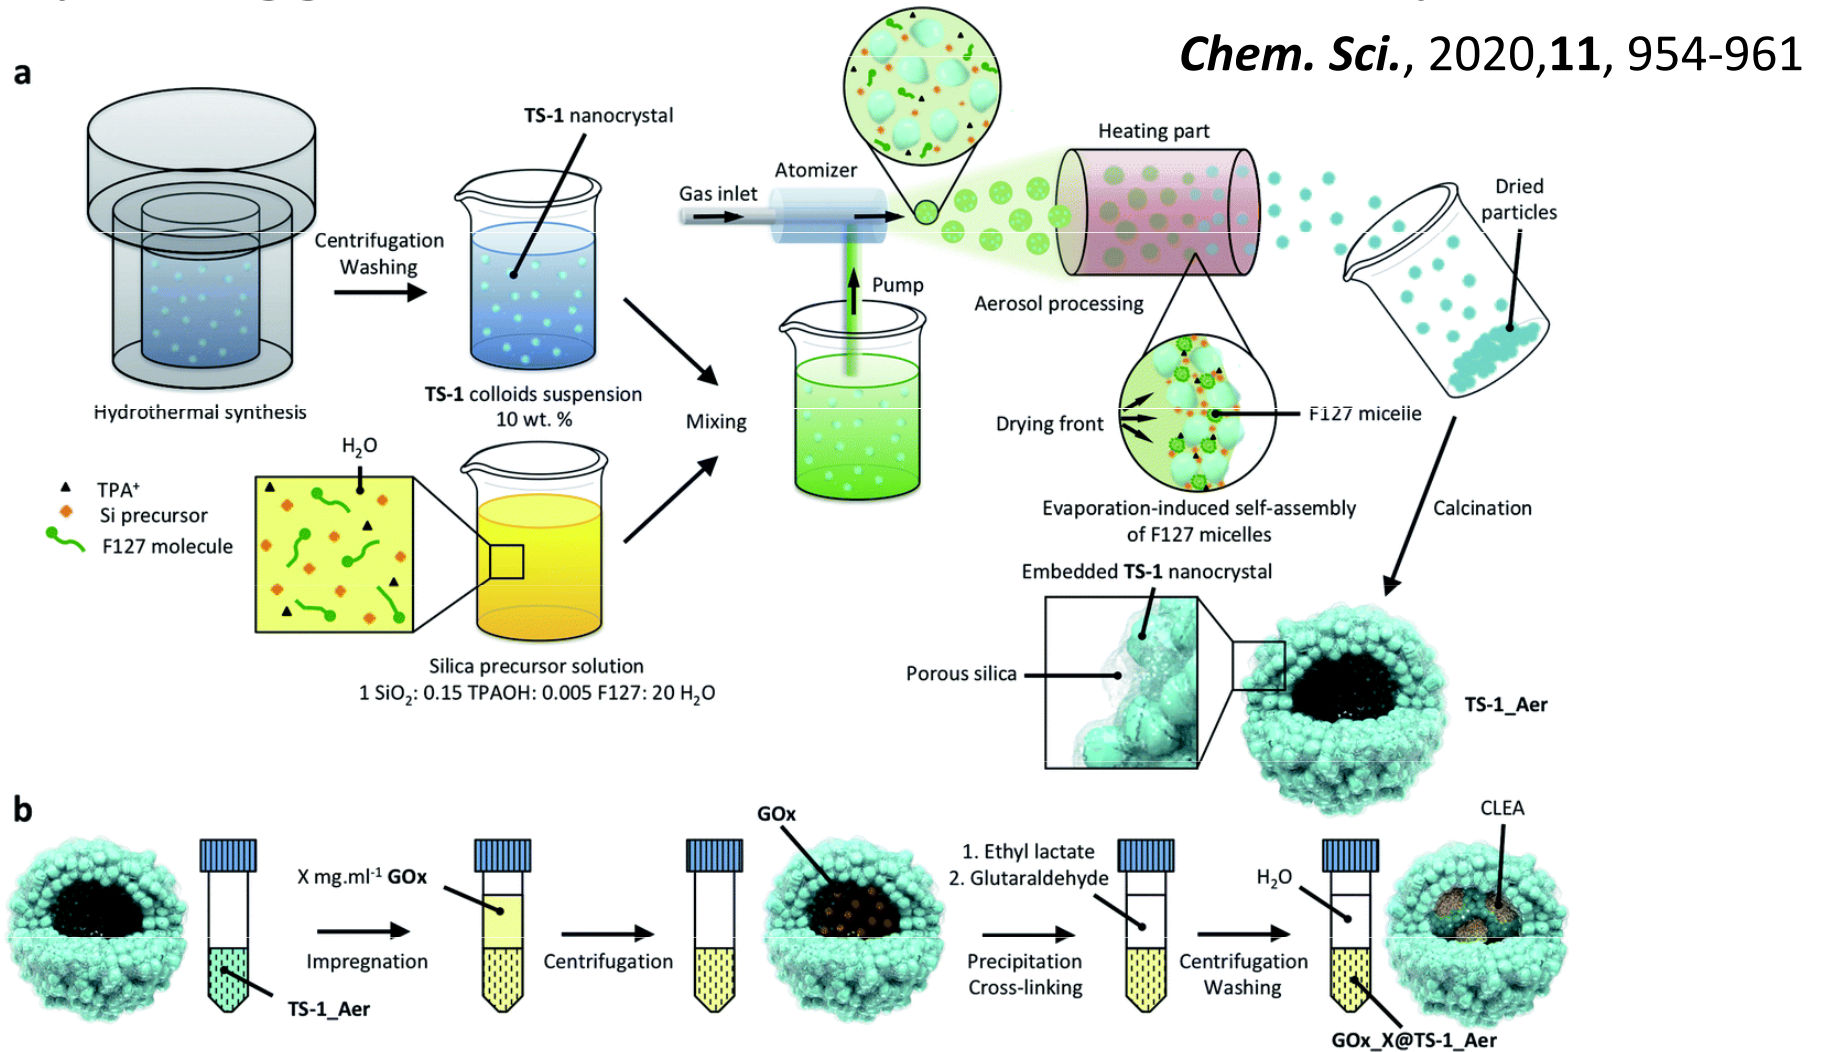 Chem. Sci., 2020,11, 954-961
a
TS-1 nanocrystal
Centrifugation
Washing
Hydrothermal synthesis
TS-1 colloids suspension
10 wt. %
Gas inlet
Atomizer
Pump
Mixing
Heating part
Aerosol processing
Dried
particles
Drying front
F127 micelle
Evaporation-induced self-assembly
of F127 micelles
Calcination
H₂O
TPA⁺
Si precursor
F127 molecule
Silica precursor solution
1 SiO₂: 0.15 TPAOH: 0.005 F127: 20 H₂O
Embedded TS-1 nanocrystal
Porous silica
TS-1_Aer
b
TS-1_Aer
X mg.ml⁻¹ GOx
Impregnation
Centrifugation
GOx
1. Ethyl lactate
2. Glutaraldehyde
Precipitation
Cross-linking
Centrifugation
Washing
H₂O
CLEA
GOx_X@TS-1_Aer